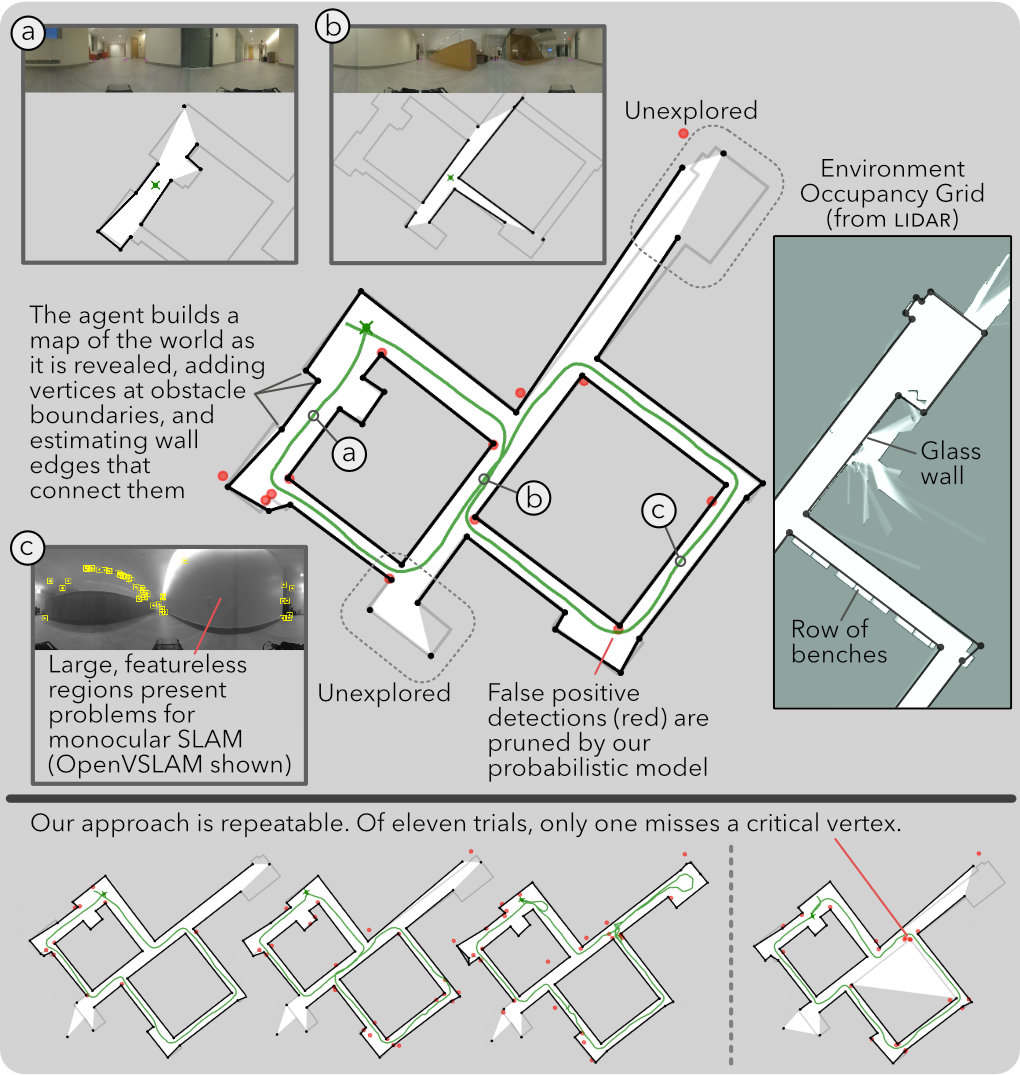 a
b
Unexplored
Environment
Occupancy Grid
(from LIDAR)
The agent builds a
map of the world as
it is revealed, adding
vertices at obstacle
boundaries, and
estimating wall
edges that
connect them
a
b
c
Glass
wall
Row of
benches
c
Large, featureless
regions present
problems for
monocular SLAM
(OpenVSLAM shown)
Unexplored
False positive
detections (red) are
pruned by our
probabilistic model
Our approach is repeatable. Of eleven trials, only one misses a critical vertex.